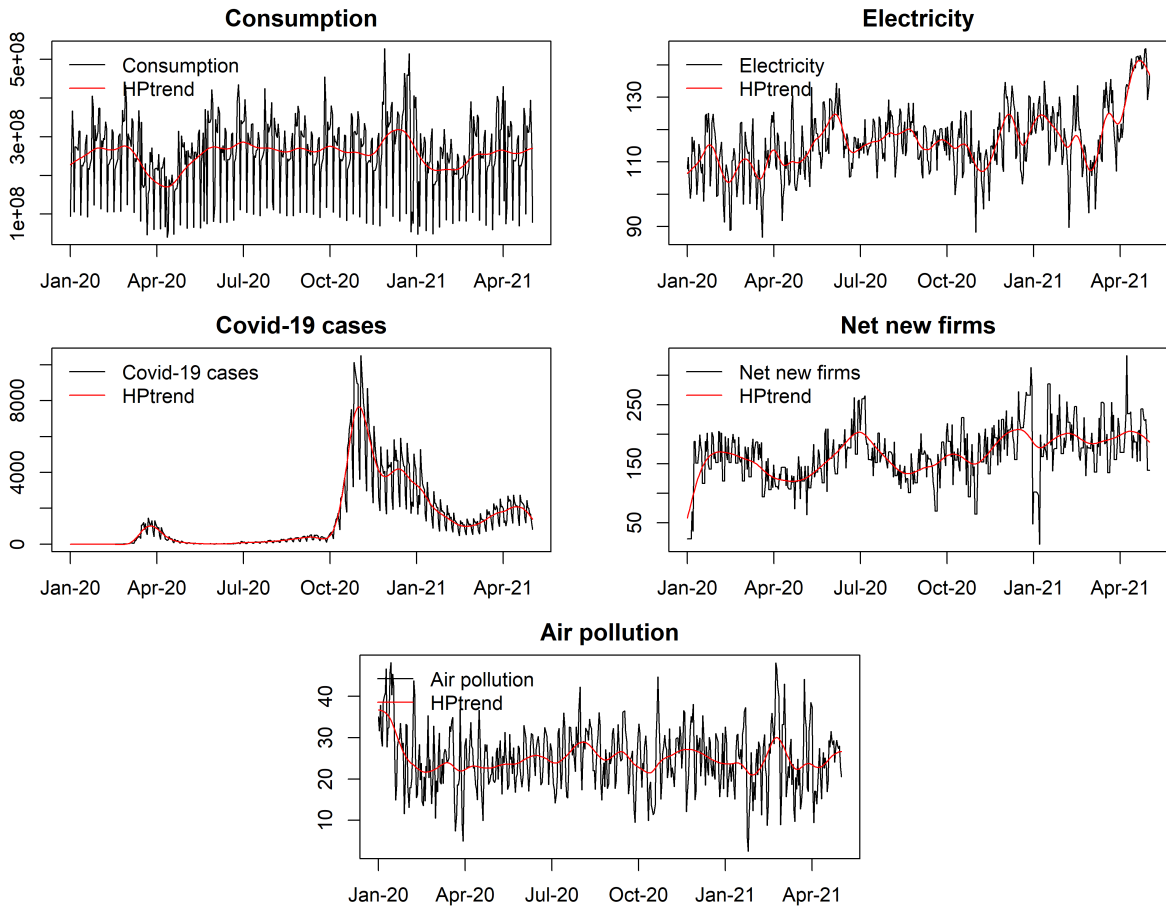 Consumption
5e+08
3e+08
1e+08
Consumption
HPtrend
Jan-20 Apr-20 Jul-20 Oct-20 Jan-21 Apr-21
Electricity
130
110
90
Electricity
HPtrend
Jan-20 Apr-20 Jul-20 Oct-20 Jan-21 Apr-21
Covid-19 cases
8000
4000
0
Covid-19 cases
HPtrend
Jan-20 Apr-20 Jul-20 Oct-20 Jan-21 Apr-21
Net new firms
250
150
50
Net new firms
HPtrend
Jan-20 Apr-20 Jul-20 Oct-20 Jan-21 Apr-21
Air pollution
40
30
20
10
Air pollution
HPtrend
Jan-20 Apr-20 Jul-20 Oct-20 Jan-21 Apr-21